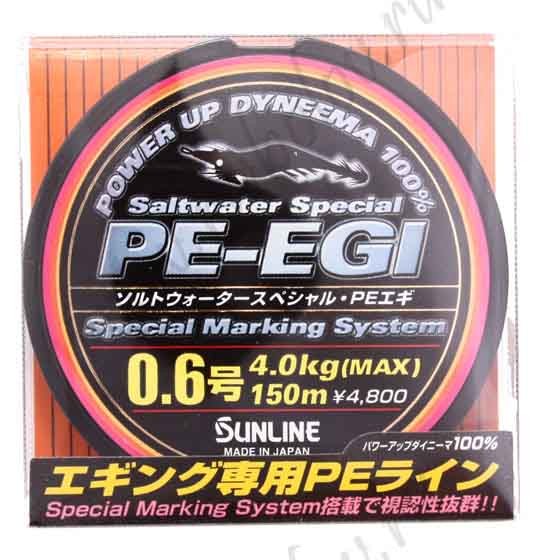 POWER UP DYNEEMA 100%
Saltwater Special
PE-EGI
ソルトウォータースペシャル・PEエギ
Special Marking System
0.6号 4.0kg(MAX)
150m ¥4,800
SUNLINE
MADE IN JAPAN
パワーアップダイニーマ100%
エギング専用PEライン
Special Marking System搭載で視認性抜群!!